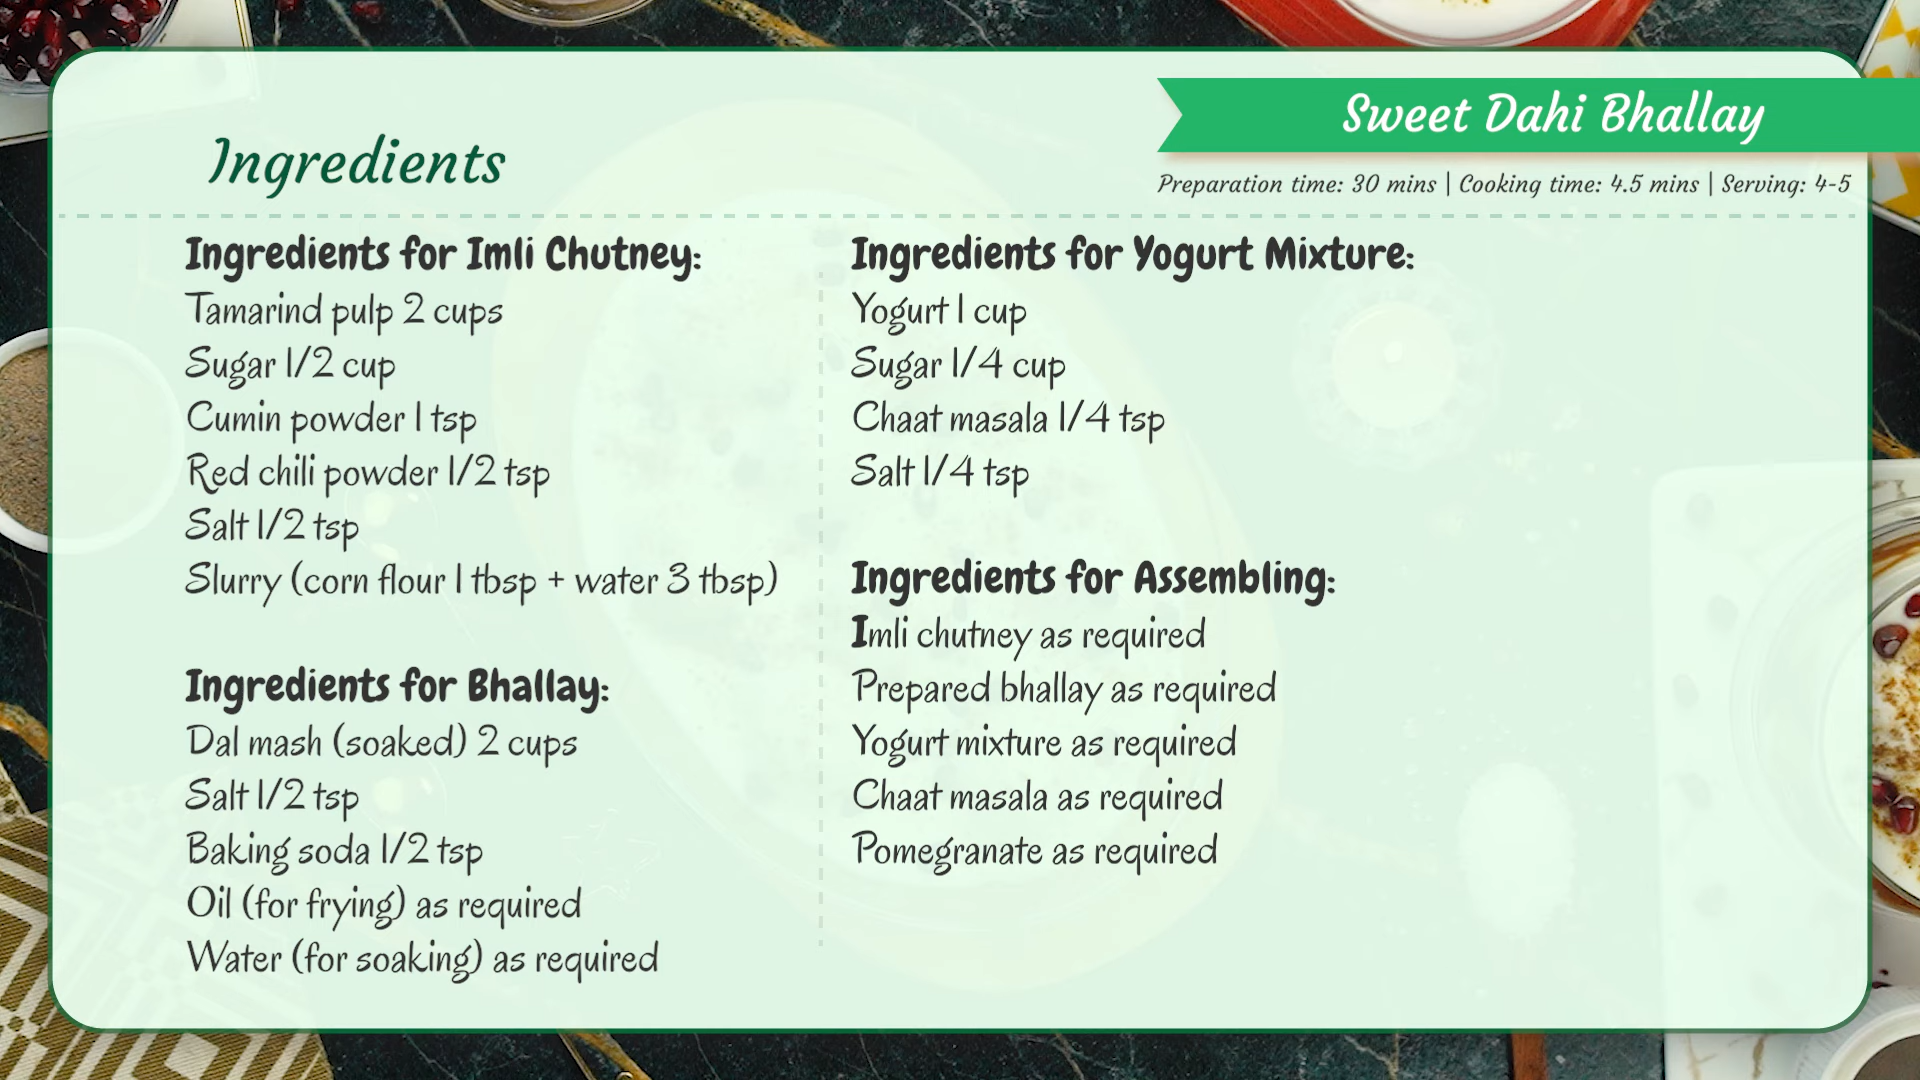 Sweet Dahi Bhallay
Ingredients
Preparation time: 30 mins | Cooking time: 4.5 mins | Serving: 4-5
Ingredients for Imli Chutney:
Tamarind pulp 2 cups
Sugar 1/2 cup
Cumin powder 1 tsp
Red chili powder 1/2 tsp
Salt 1/2 tsp
Slurry (corn flour 1 tbsp + water 3 tbsp)
Ingredients for Bhallay:
Dal mash (soaked) 2 cups
Salt 1/2 tsp
Baking soda 1/2 tsp
Oil (for frying) as required
Water (for soaking) as required
Ingredients for Yogurt Mixture:
Yogurt 1 cup
Sugar 1/4 cup
Chaat masala 1/4 tsp
Salt 1/4 tsp
Ingredients for Assembling:
Imli chutney as required
Prepared bhallay as required
Yogurt mixture as required
Chaat masala as required
Pomegranate as required